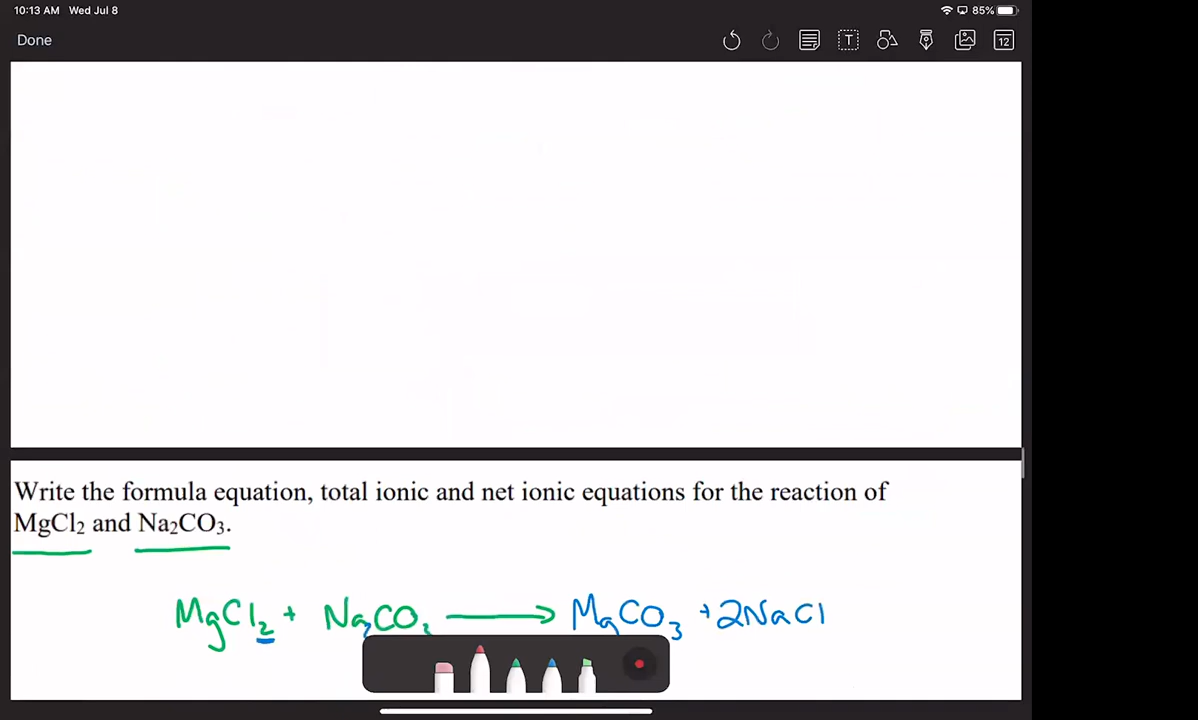 10:13 AM Wed Jul 8 85%
Done T 12
Write the formula equation, total ionic and net ionic equations for the reaction of
MgCl₂ and Na₂CO₃.
MgCl₂ + Na₂CO₃ ⟶ MgCO₃ + 2NaCl